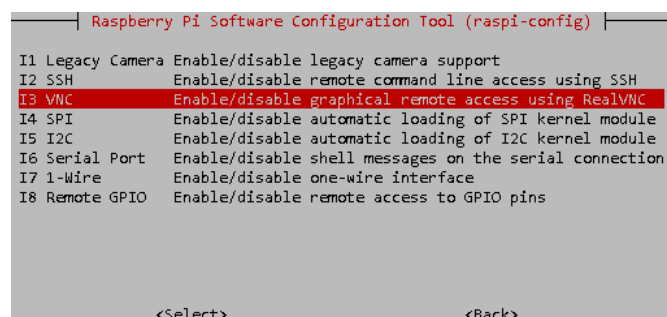 Raspberry Pi Software Configuration Tool (raspi-config)
I1 Legacy Camera Enable/disable legacy camera support
I2 SSH Enable/disable remote command line access using SSH
I3 VNC Enable/disable graphical remote access using RealVNC
I4 SPI Enable/disable automatic loading of SPI kernel module
I5 I2C Enable/disable automatic loading of I2C kernel module
I6 Serial Port Enable/disable shell messages on the serial connection
I7 1-Wire Enable/disable one-wire interface
I8 Remote GPIO Enable/disable remote access to GPIO pins
<Select> <Back>